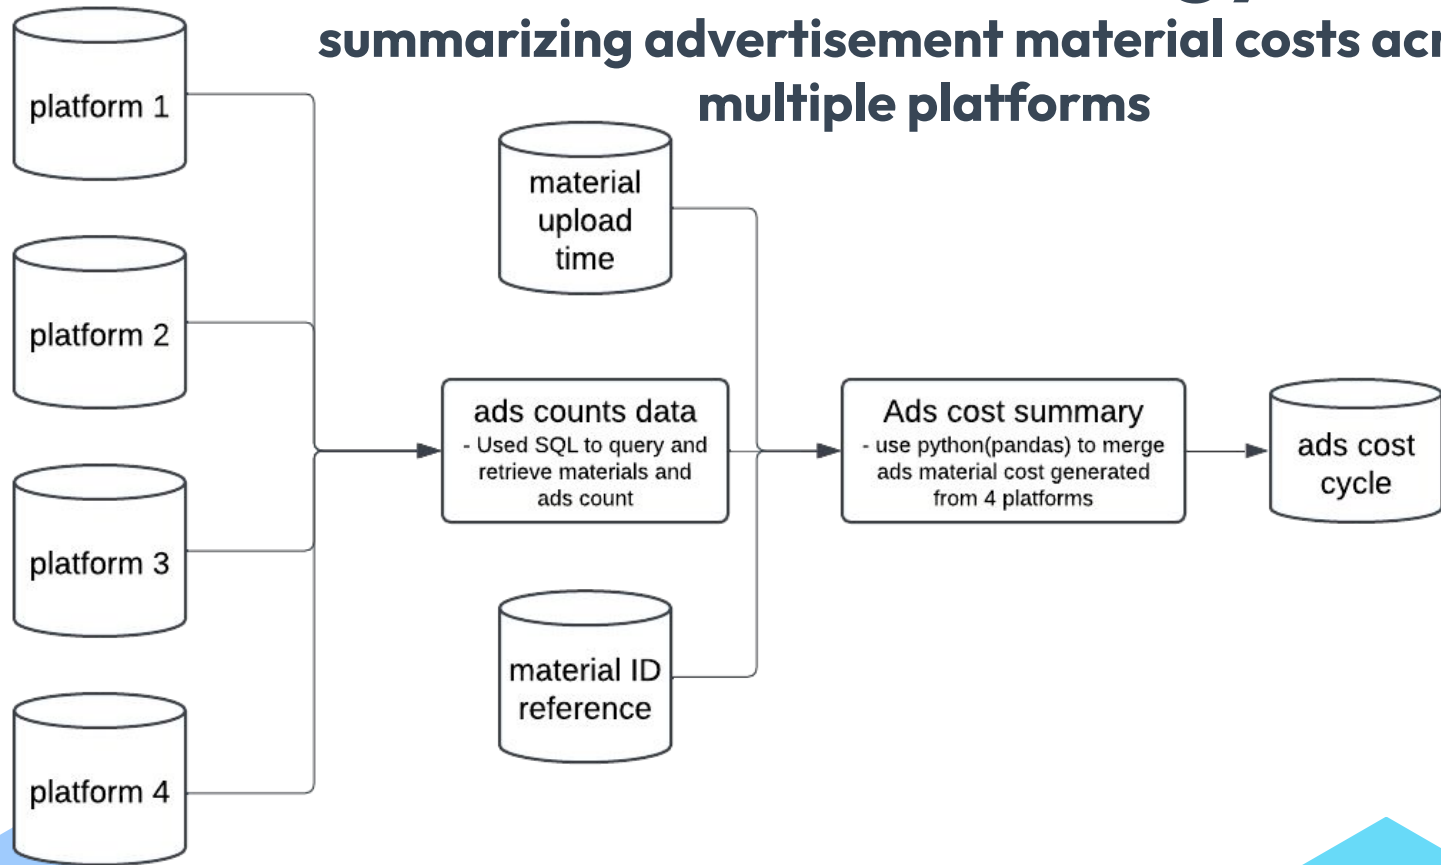 summarizing advertisement material costs acr
multiple platforms
platform 1
platform 2
platform 3
platform 4
material
upload
time
ads counts data
- Used SQL to query and
retrieve materials and
ads count
material ID
reference
Ads cost summary
- use python(pandas) to merge
ads material cost generated
from 4 platforms
ads cost
cycle